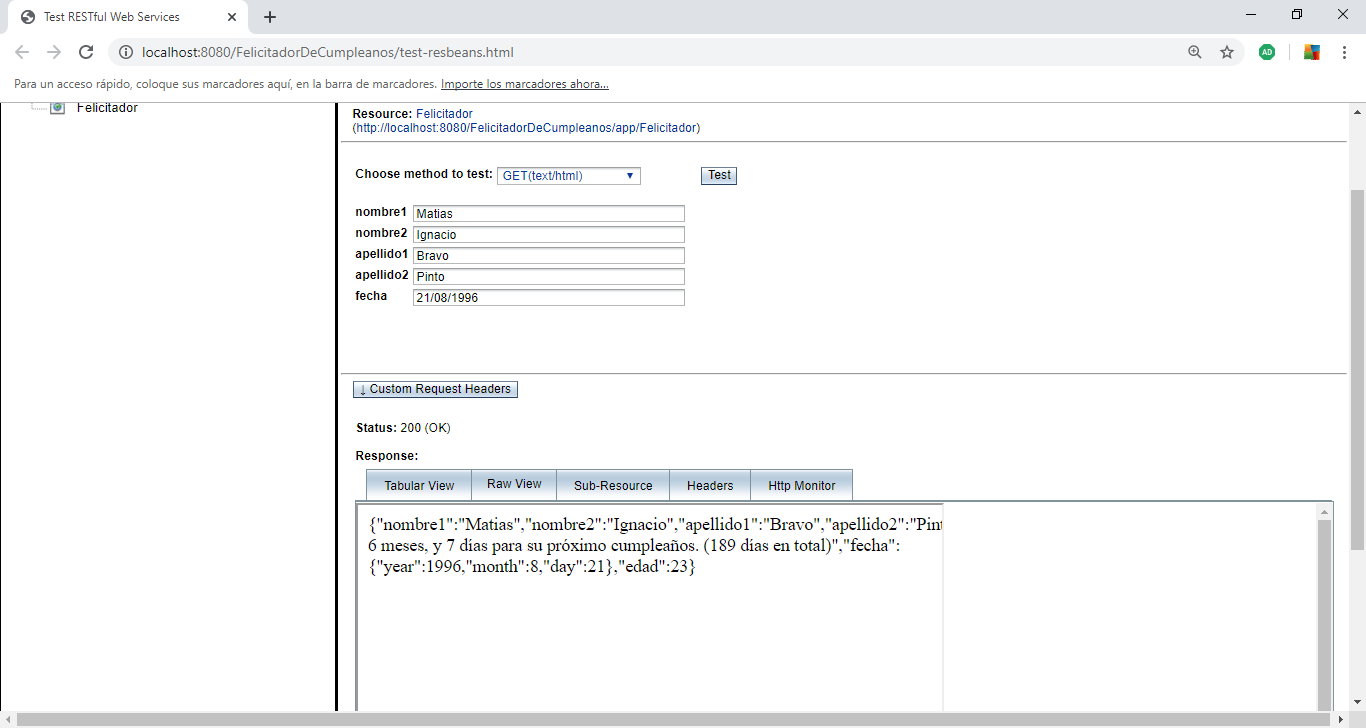 Test RESTful Web Services
localhost:8080/FelicitadorDeCumpleanos/test-resbeans.html
AD
Para un acceso rápido, coloque sus marcadores aquí, en la barra de marcadores. Importe los marcadores ahora...
Felicitador
Resource: Felicitador
(http://localhost:8080/FelicitadorDeCumpleanos/app/Felicitador)
Choose method to test: GET(text/html) Test
nombre1 Matias
nombre2 Ignacio
apellido1 Bravo
apellido2 Pinto
fecha 21/08/1996
↓ Custom Request Headers
Status: 200 (OK)
Response:
Tabular View Raw View Sub-Resource Headers Http Monitor
{"nombre1":"Matias","nombre2":"Ignacio","apellido1":"Bravo","apellido2":"Pint
6 meses, y 7 días para su próximo cumpleaños. (189 días en total)","fecha":
{"year":1996,"month":8,"day":21},"edad":23}